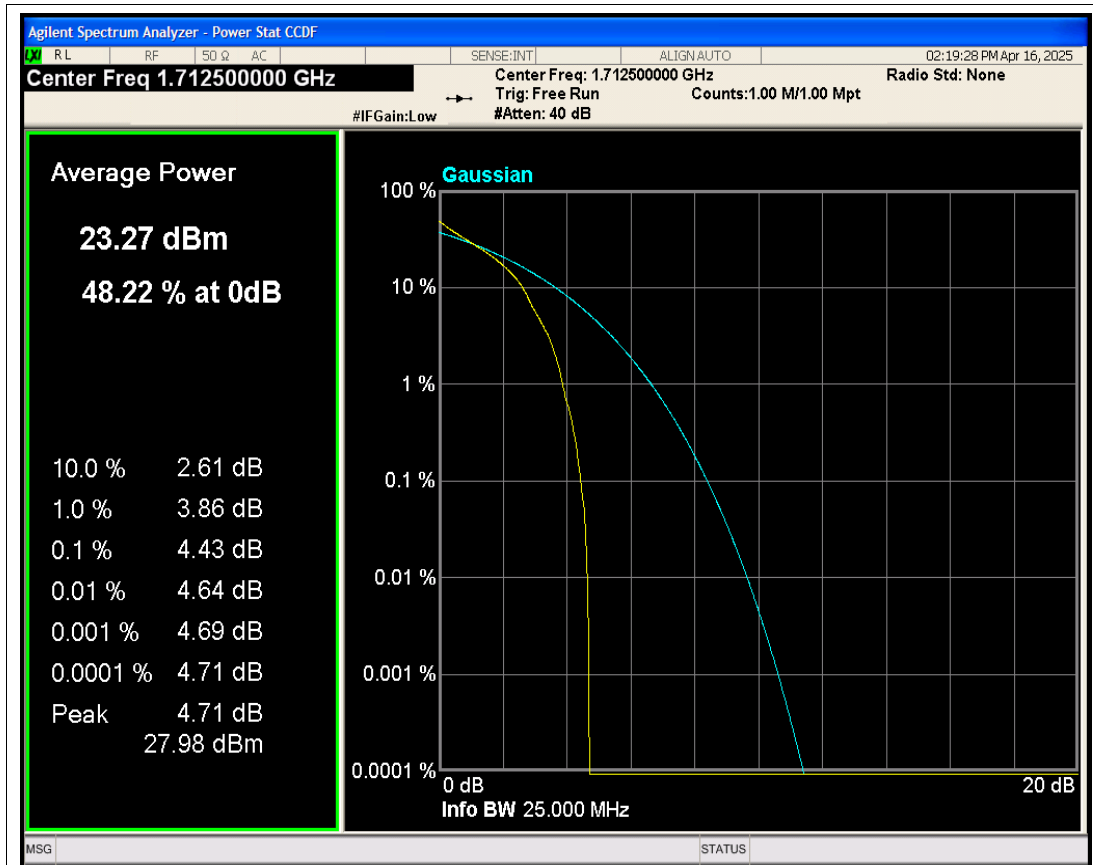 Agilent Spectrum Analyzer - Power Stat CCDF
LXI RL RF 50 Ω AC SENSE:INT ALIGN AUTO 02:19:28 PM Apr 16, 2025
Center Freq 1.712500000 GHz
Center Freq: 1.712500000 GHz Radio Std: None
Trig: Free Run Counts:1.00 M/1.00 Mpt
#IFGain:Low #Atten: 40 dB
Average Power
23.27 dBm
48.22 % at 0dB
10.0 % 2.61 dB
1.0 % 3.86 dB
0.1 % 4.43 dB
0.01 % 4.64 dB
0.001 % 4.69 dB
0.0001 % 4.71 dB
Peak 4.71 dB
27.98 dBm
Gaussian
100 %
10 %
1 %
0.1 %
0.01 %
0.001 %
0.0001 %
0 dB 20 dB
Info BW 25.000 MHz
MSG STATUS